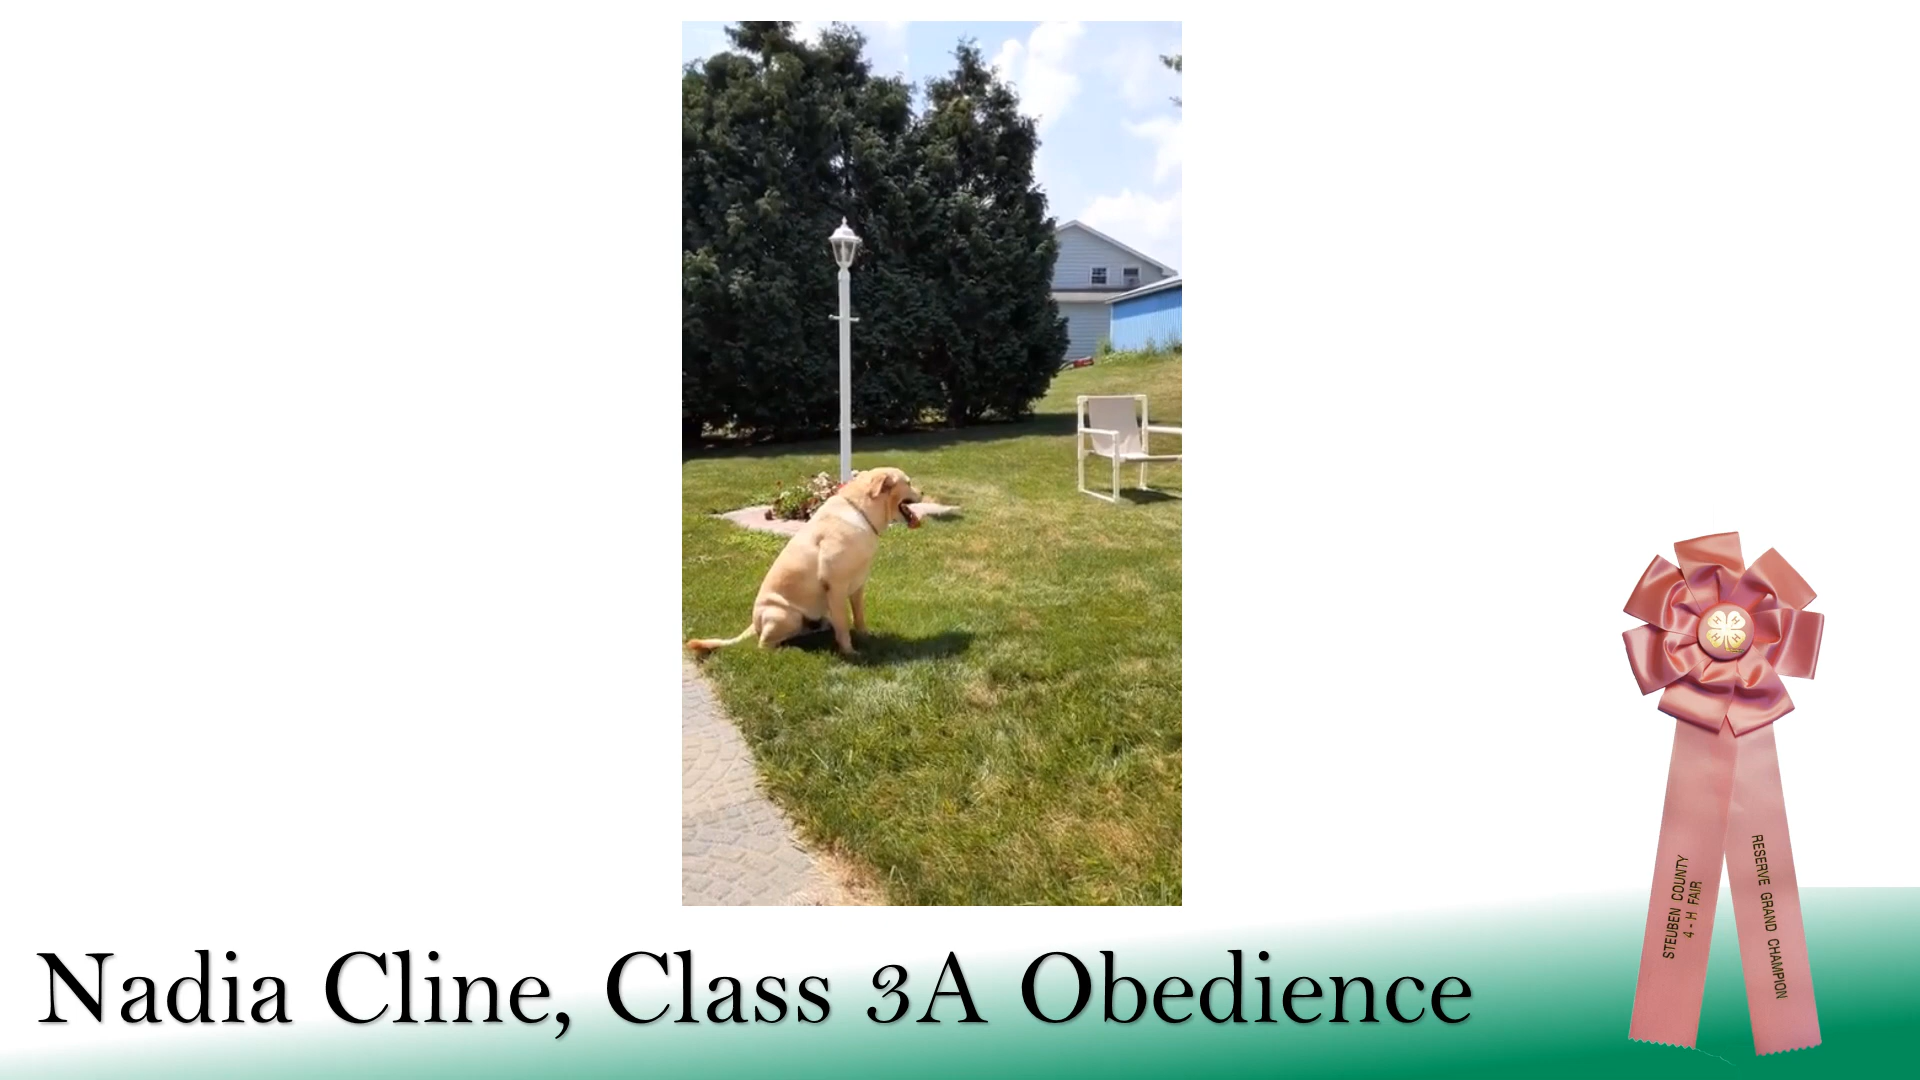 H H
H H
STEUBEN COUNTY
4-H FAIR
RESERVE GRAND CHAMPION
Nadia Cline, Class 3A Obedience